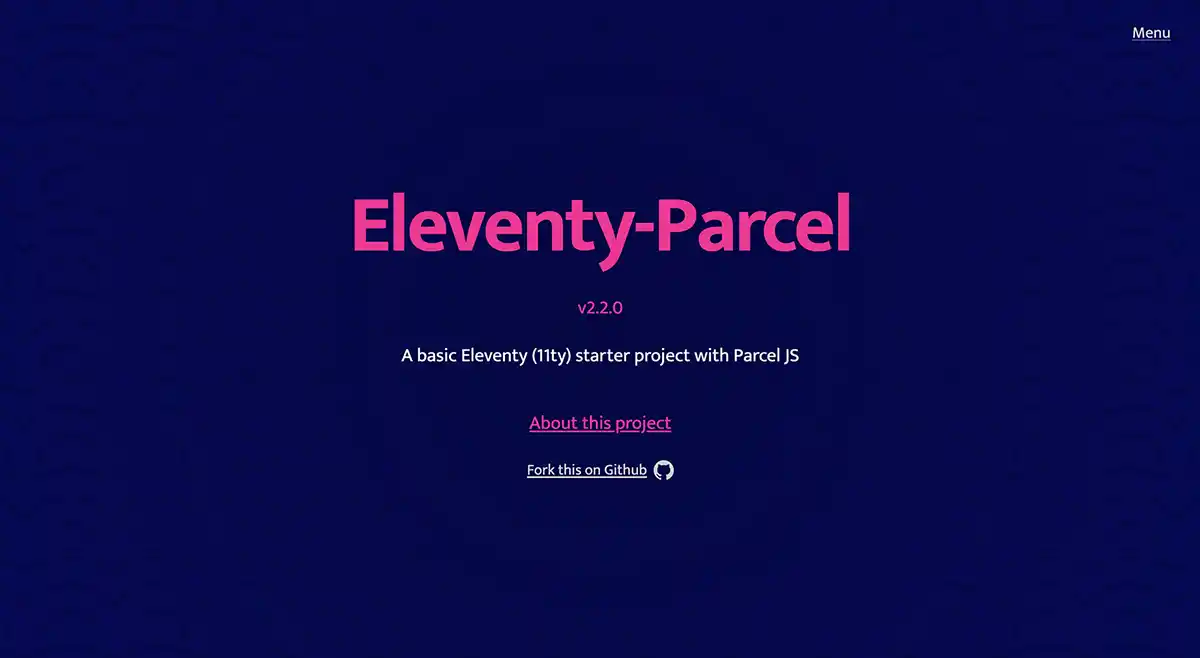 Menu
Eleventy-Parcel
v2.2.0
A basic Eleventy (11ty) starter project with Parcel JS
About this project
Fork this on Github